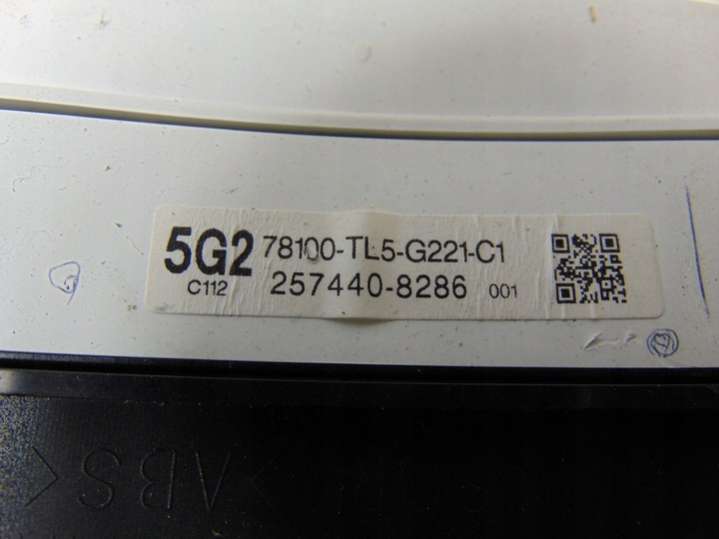 5G2 78100-TL5-G221-C1
C112 257440-8286 001
>ABS<